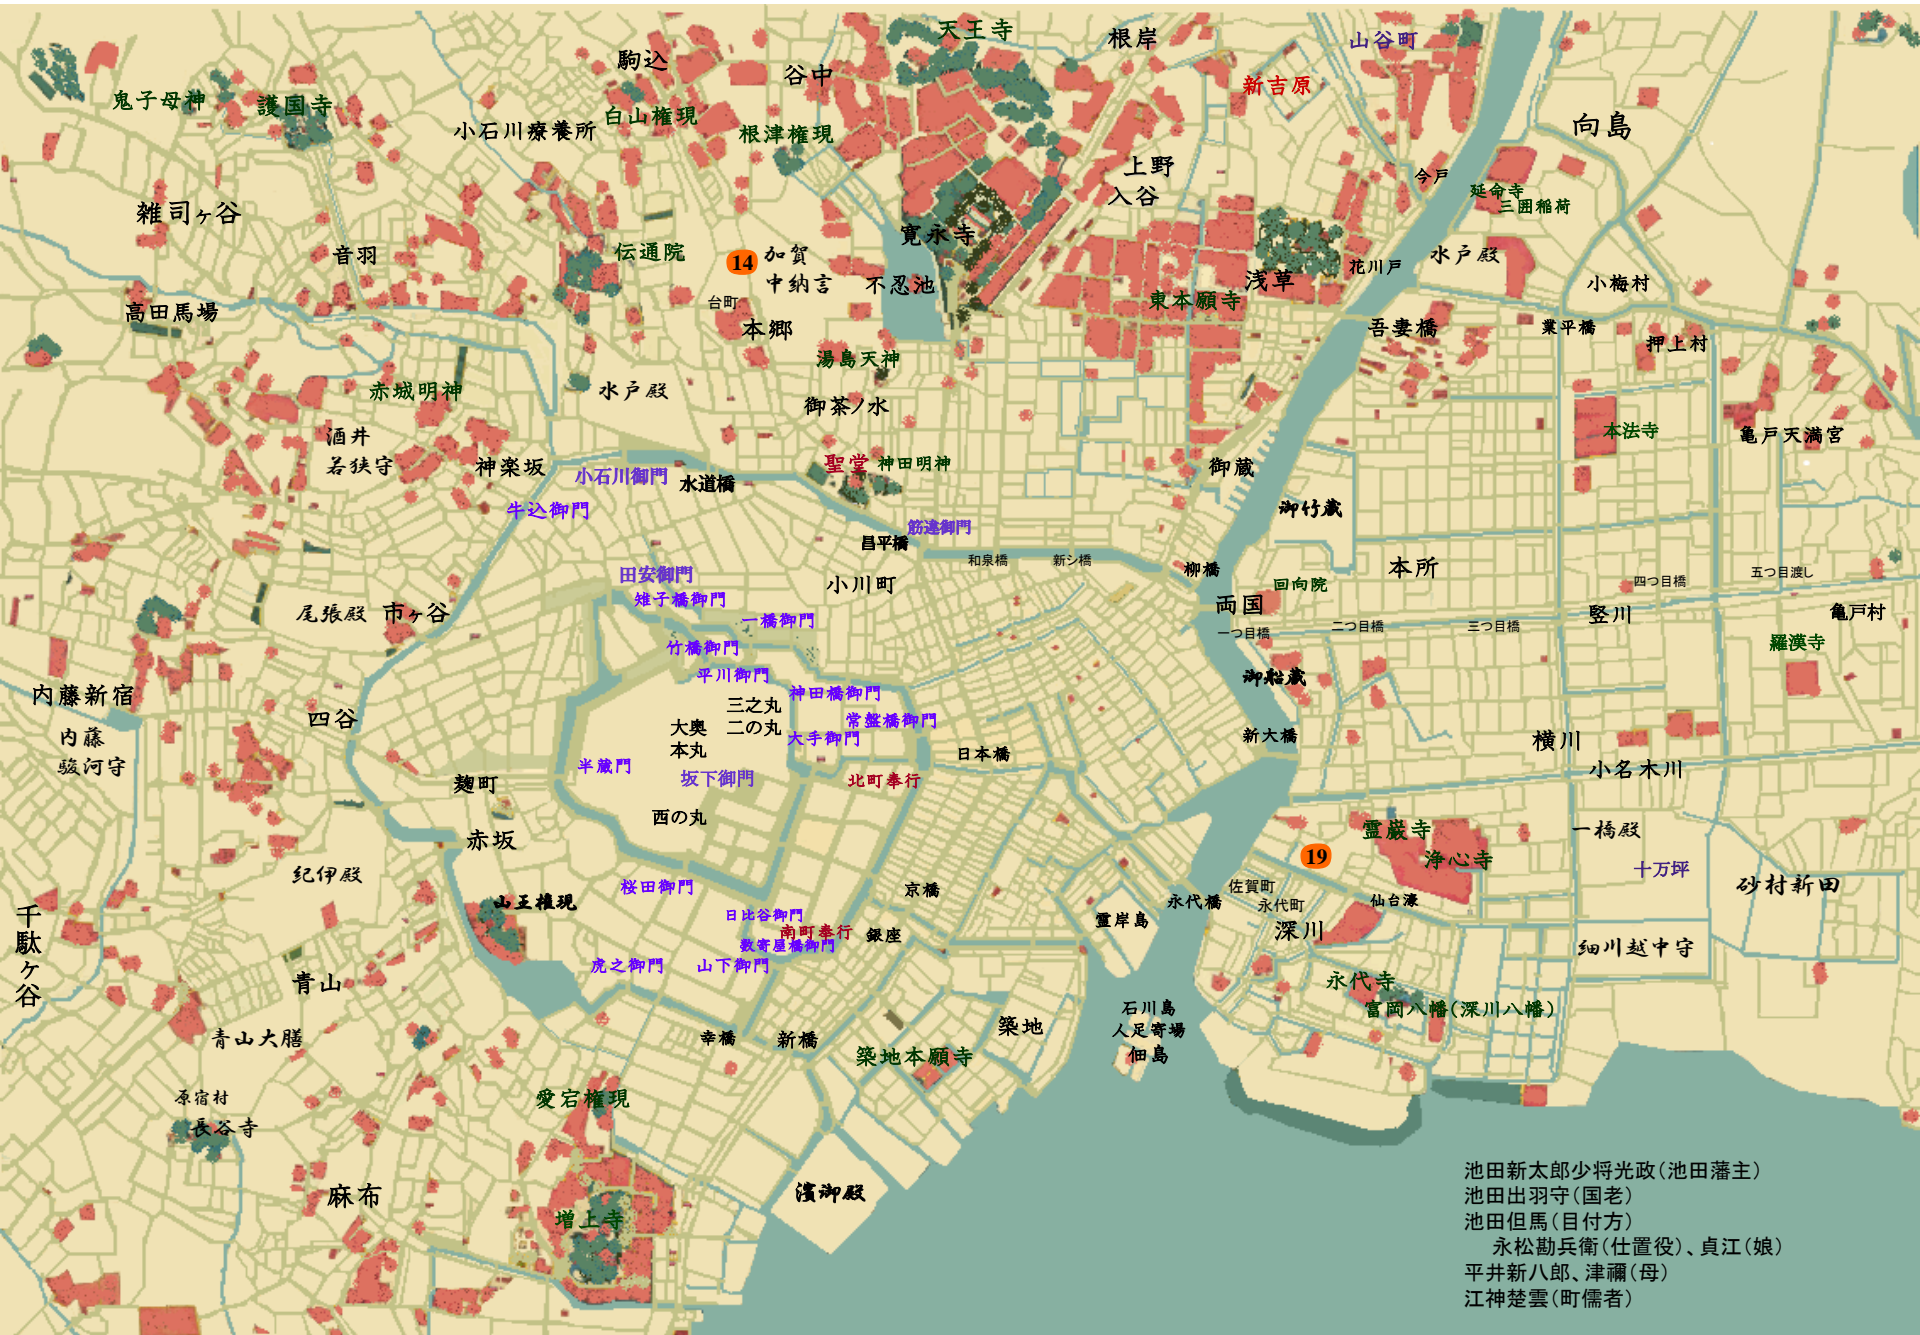 天王寺
根岸
山谷町
駒込
谷中
新吉原
鬼子母神
護国寺
白山権現
小石川療養所
根津権現
向島
上野
入谷
今戸
延命寺
三囲稲荷
雑司ヶ谷
音羽
伝通院
14
加賀
中納言
寛永寺
不忍池
浅草
花川戸
水戸殿
小梅村
東本願寺
高田馬場
台町
本郷
吾妻橋
業平橋
押上村
湯島天神
赤城明神
水戸殿
御茶ノ水
酒井
若狭守
神楽坂
小石川御門
水道橋
聖堂
神田明神
御蔵
本法寺
亀戸天満宮
牛込御門
筋違御門
昌平橋
御竹蔵
和泉橋
新シ橋
柳橋
本所
田安御門
雉子橋御門
小川町
回向院
四つ目橋
五つ目渡し
尾張殿
市ヶ谷
一橋御門
両国
一つ目橋
二つ目橋
三つ目橋
竪川
亀戸村
羅漢寺
竹橋御門
平川御門
御船蔵
内藤新宿
神田橋御門
三之丸
四谷
大奥
二の丸
常盤橋御門
大手御門
本丸
日本橋
新大橋
横川
内藤
駿河守
半蔵門
坂下御門
北町奉行
小名木川
麹町
西の丸
赤坂
霊巌寺
浄心寺
19
一橋殿
十万坪
砂村新田
紀伊殿
桜田御門
京橋
佐賀町
永代町
永代橋
仙台濠
山王権現
日比谷御門
南町奉行
数寄屋橋御門
銀座
霊岸島
深川
細川越中守
千駄ヶ谷
虎之御門
山下御門
青山
永代寺
富岡八幡(深川八幡)
石川島
人足寄場
佃島
青山大膳
幸橋
新橋
築地
築地本願寺
原宿村
長谷寺
愛宕権現
麻布
増上寺
濱御殿
池田新太郎少将光政(池田藩主)
池田出羽守(国老)
池田但馬(目付方)
永松勘兵衛(仕置役)、貞江(娘)
平井新八郎、津禰(母)
江神楚雲(町儒者)